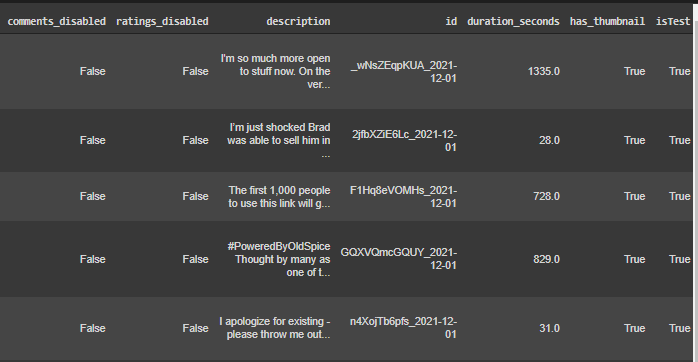 comments_disabled ratings_disabled description id duration_seconds has_thumbnail isTest
False False I'm so much more open to stuff now. On the ver... _wNsZEqpKUA_2021-12-01 1335.0 True True
False False I'm just shocked Brad was able to sell him in ... 2jfbXZiE6Lc_2021-12-01 28.0 True True
False False The first 1,000 people to use this link will g... F1Hq8eVOMHs_2021-12-01 728.0 True True
False False #PoweredByOldSpice Thought by many as one of t... GQXVQmcGQUY_2021-12-01 829.0 True True
False False I apologize for existing - please throw me out... n4XojTb6pfs_2021-12-01 31.0 True True